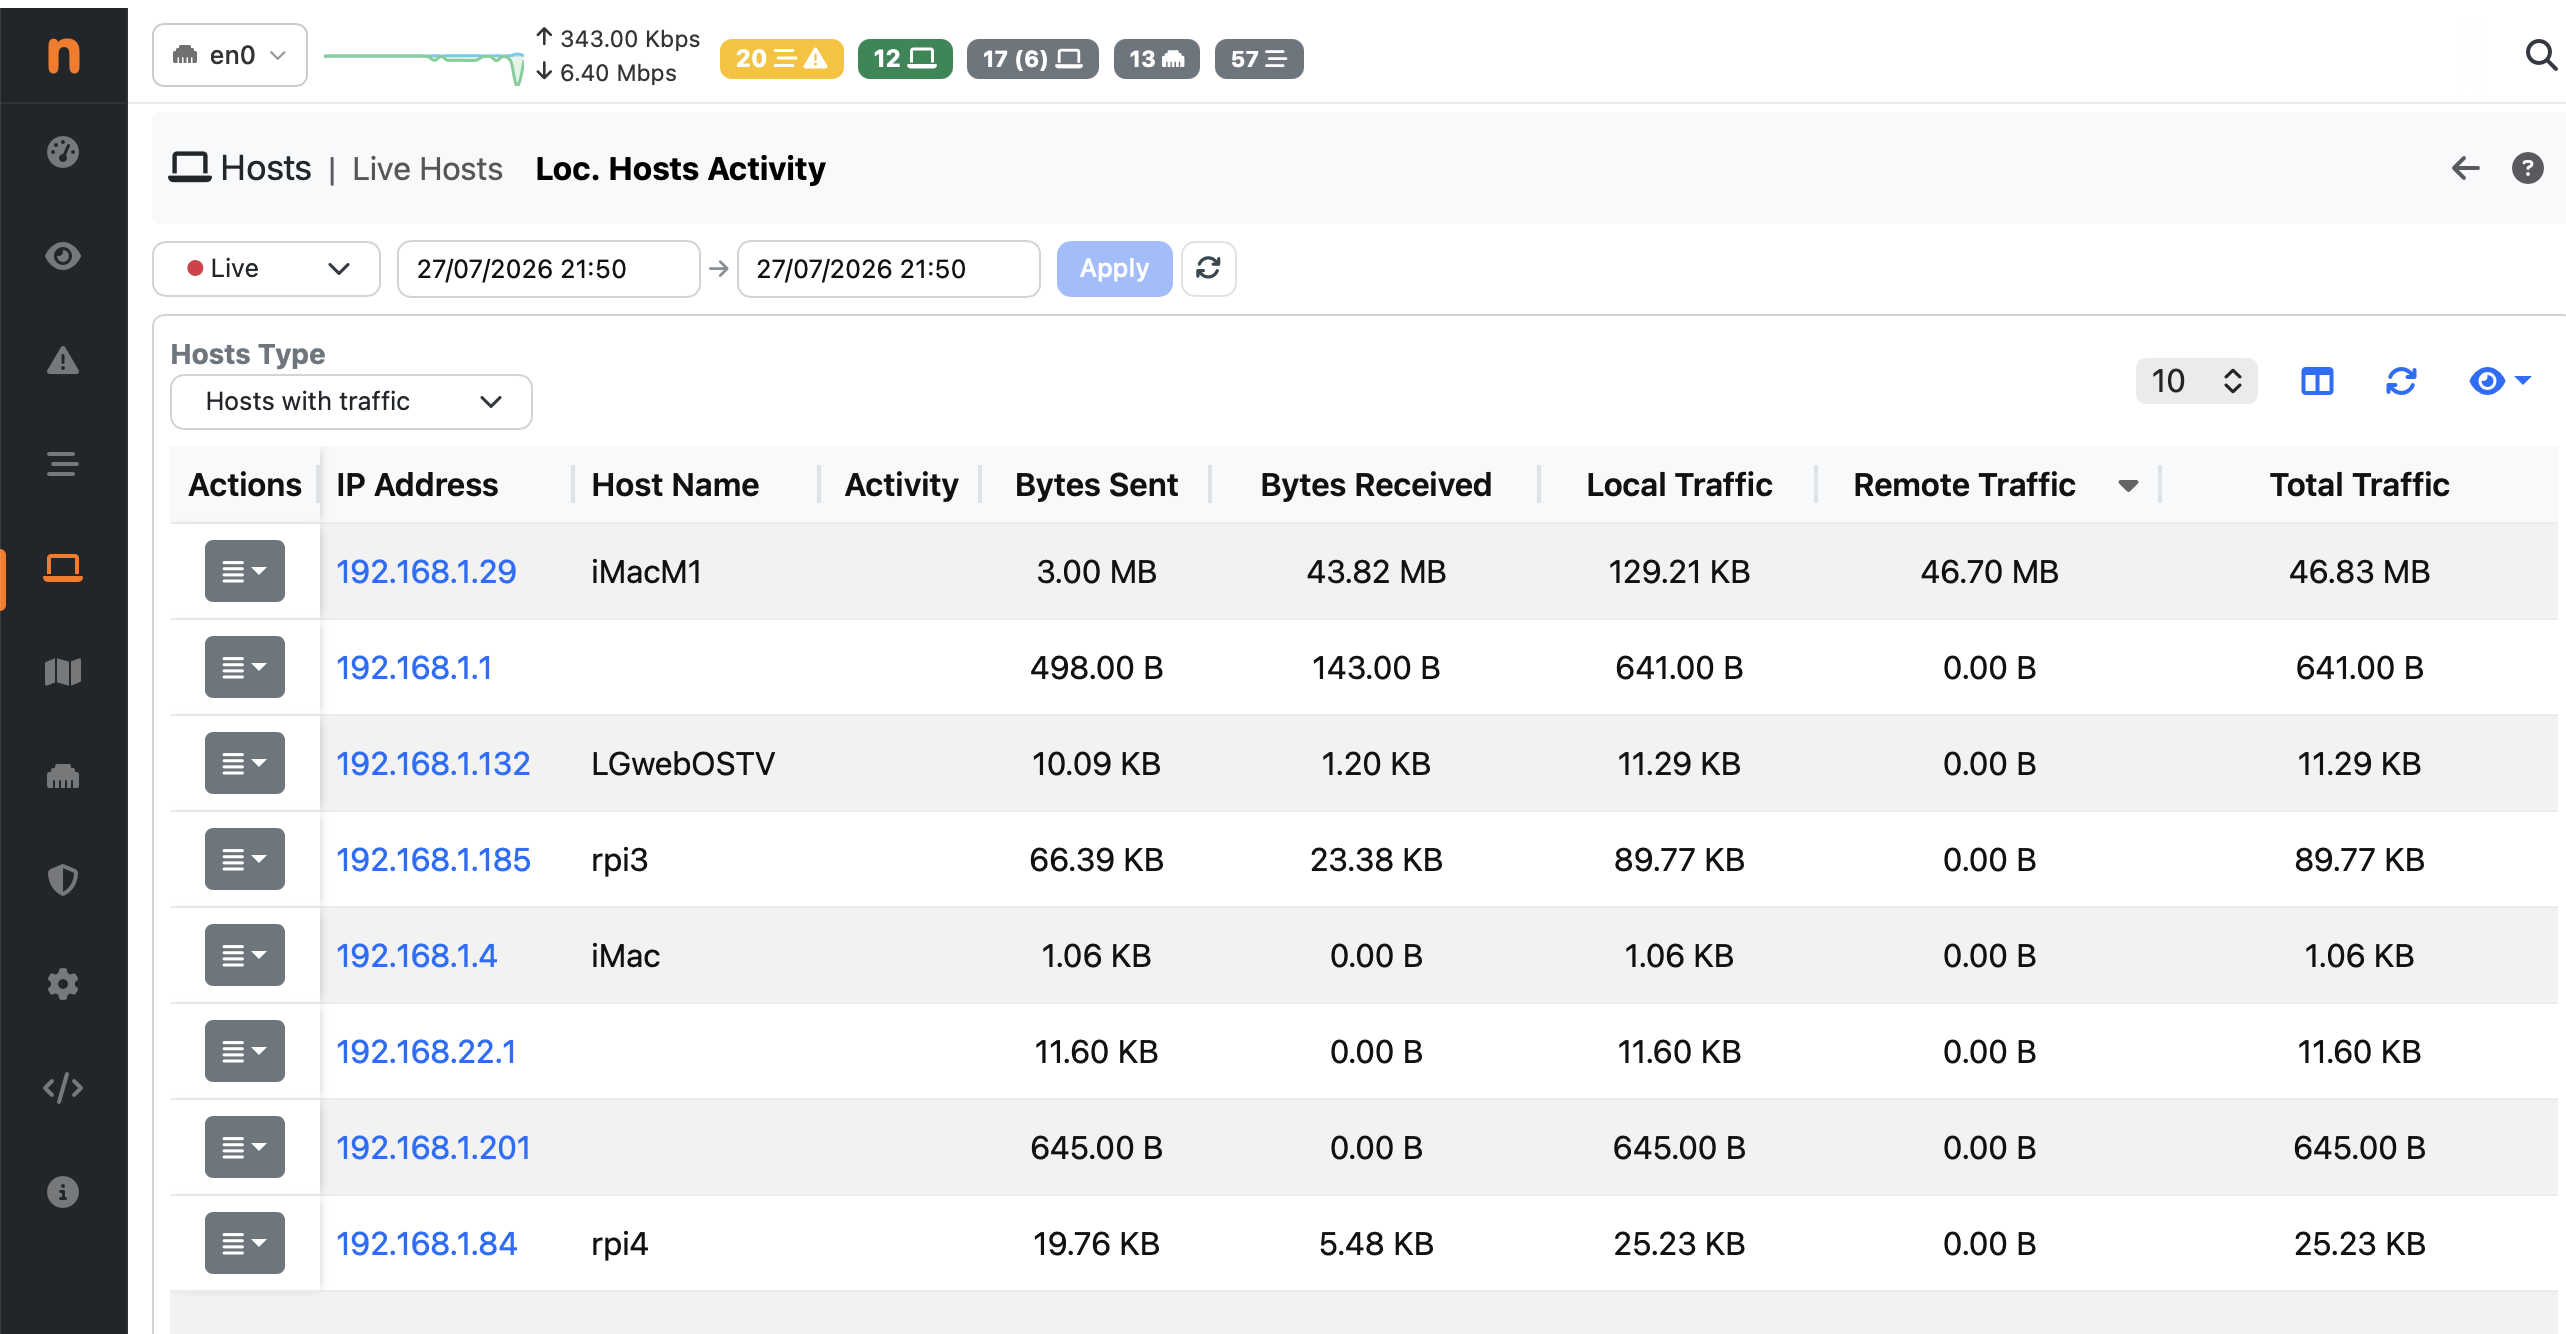 n
en0
343.00 Kbps
6.40 Mbps
20
12
17 (6)
13
57
Hosts | Live Hosts Loc. Hosts Activity
?
Live 27/07/2026 21:50 → 27/07/2026 21:50 Apply
Hosts Type
Hosts with traffic
10
Actions IP Address Host Name Activity Bytes Sent Bytes Received Local Traffic Remote Traffic Total Traffic
192.168.1.29 iMacM1 3.00 MB 43.82 MB 129.21 KB 46.70 MB 46.83 MB
192.168.1.1 498.00 B 143.00 B 641.00 B 0.00 B 641.00 B
192.168.1.132 LGwebOSTV 10.09 KB 1.20 KB 11.29 KB 0.00 B 11.29 KB
192.168.1.185 rpi3 66.39 KB 23.38 KB 89.77 KB 0.00 B 89.77 KB
192.168.1.4 iMac 1.06 KB 0.00 B 1.06 KB 0.00 B 1.06 KB
192.168.22.1 11.60 KB 0.00 B 11.60 KB 0.00 B 11.60 KB
192.168.1.201 645.00 B 0.00 B 645.00 B 0.00 B 645.00 B
192.168.1.84 rpi4 19.76 KB 5.48 KB 25.23 KB 0.00 B 25.23 KB